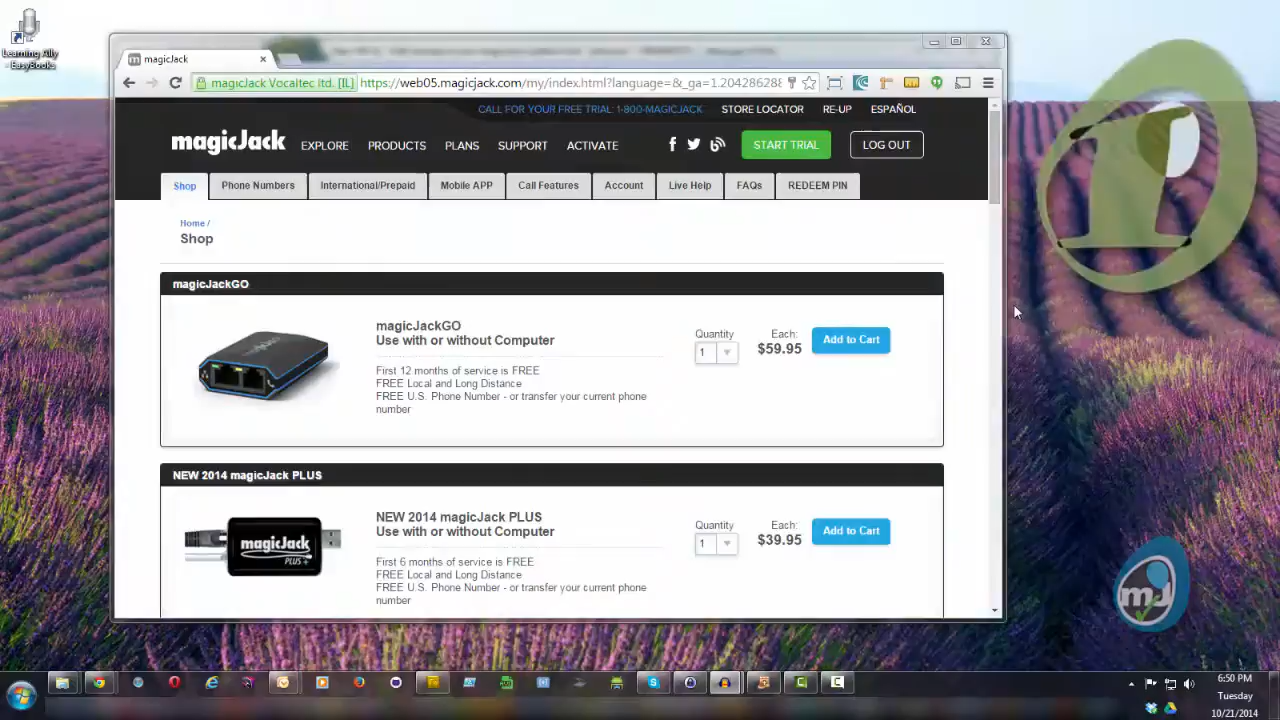 Learning Ally
- EasyBooks
magicJack
magicJack Vocaltec ltd. [IL] https://web05.magicjack.com/my/index.html?language=&_ga=1.204286288
CALL FOR YOUR FREE TRIAL: 1-800-MAGICJACK STORE LOCATOR RE-UP ESPAÑOL
magicJack EXPLORE PRODUCTS PLANS SUPPORT ACTIVATE START TRIAL LOG OUT
Shop Phone Numbers International/Prepaid Mobile APP Call Features Account Live Help FAQs REDEEM PIN
Home /
Shop
magicJackGO
magicJackGO
Use with or without Computer
Quantity Each:
1 $59.95 Add to Cart
First 12 months of service is FREE
FREE Local and Long Distance
FREE U.S. Phone Number - or transfer your current phone
number
NEW 2014 magicJack PLUS
NEW 2014 magicJack PLUS
Use with or without Computer
Quantity Each:
1 $39.95 Add to Cart
magicJack
PLUS+
First 6 months of service is FREE
FREE Local and Long Distance
FREE U.S. Phone Number - or transfer your current phone
number
mJ
6:50 PM
Tuesday
10/21/2014